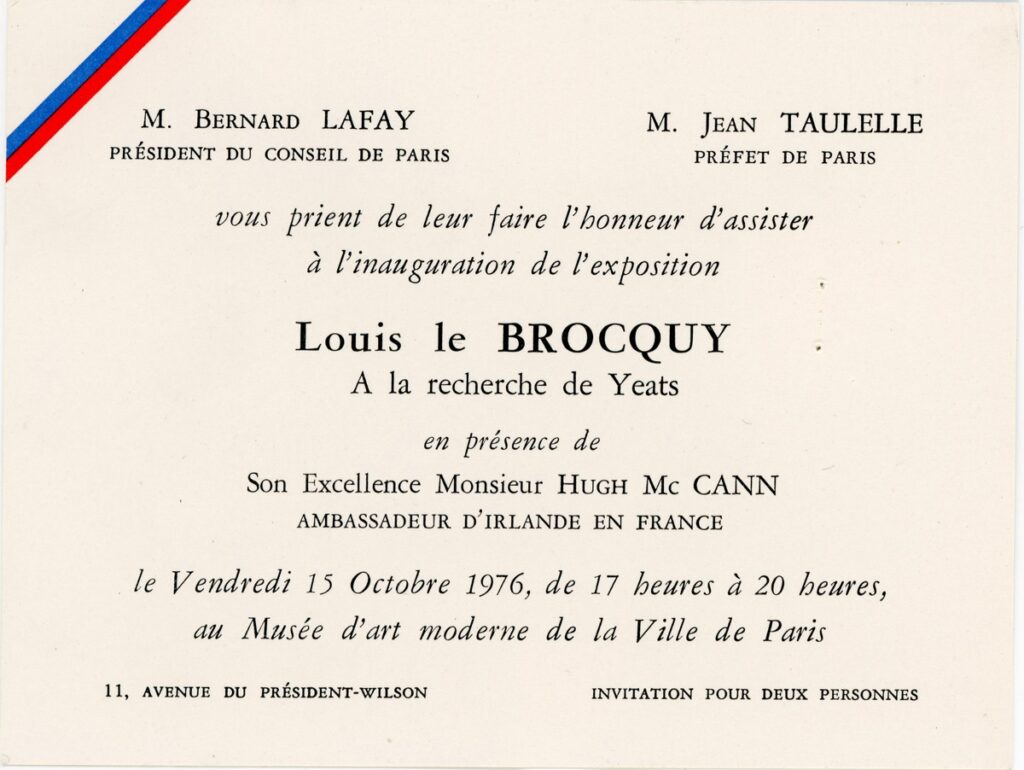 M. Bernard LAFAY
PRÉSIDENT DU CONSEIL DE PARIS
M. Jean TAULELLE
PRÉFET DE PARIS
vous prient de leur faire l'honneur d'assister
à l'inauguration de l'exposition
Louis le BROCQUY
A la recherche de Yeats
en présence de
Son Excellence Monsieur HUGH Mc CANN
AMBASSADEUR D'IRLANDE EN FRANCE
le Vendredi 15 Octobre 1976, de 17 heures à 20 heures,
au Musée d'art moderne de la Ville de Paris
11, AVENUE DU PRÉSIDENT-WILSON
INVITATION POUR DEUX PERSONNES